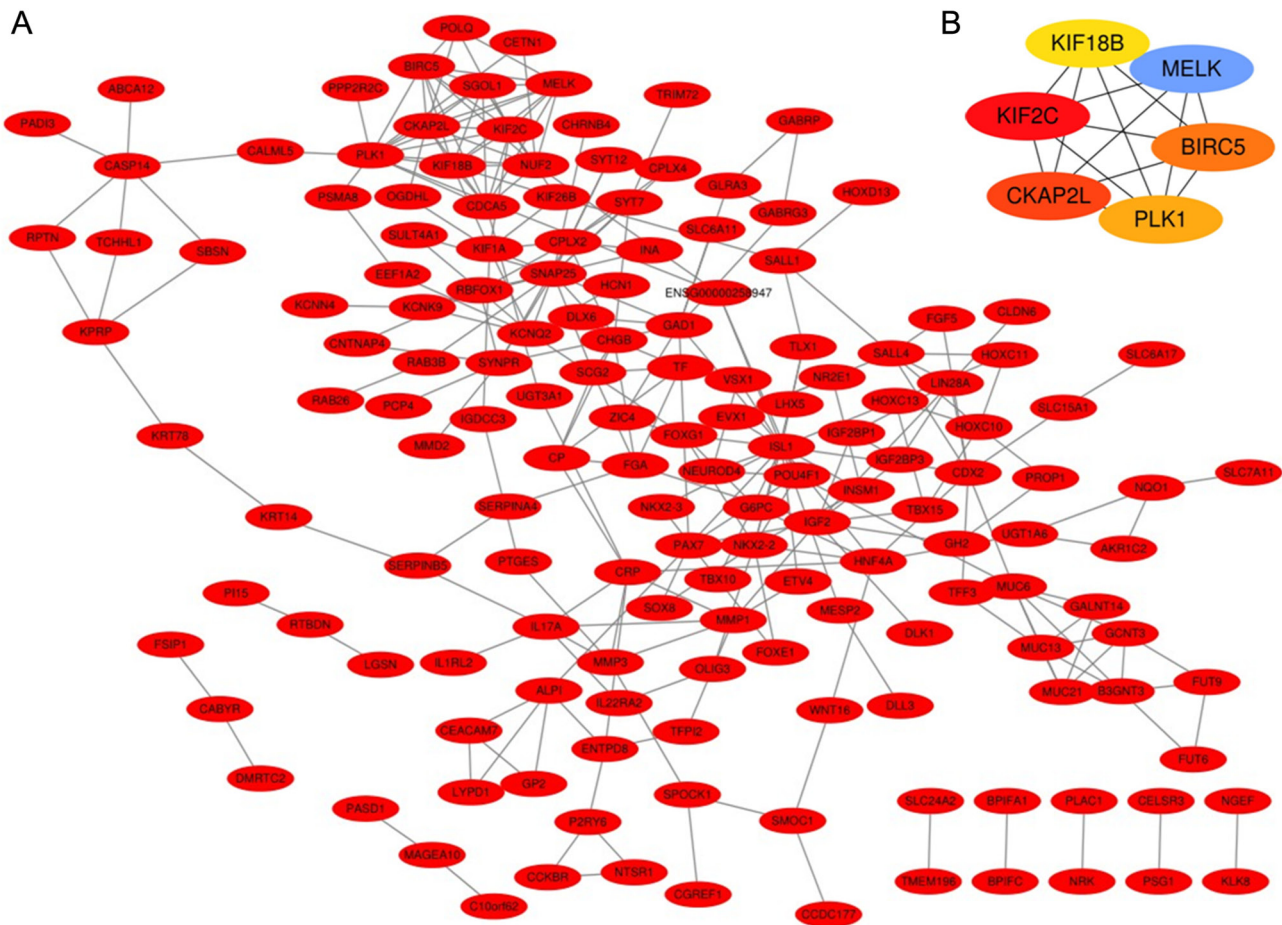 A
B
POLQ
CETN1
BIRC5
SGOL1
MELK
ABCA12
PPP2R2C
TRIM72
PADI3
CKAP2L
KIF2C
CHRNB4
GABRP
CASP14
CALML5
PLK1
KIF18B
NUF2
SYT12
CPLX4
GLRA3
PSMA8
OGDHL
CDCA5
KIF26B
SYT7
GABRG3
HOXD13
RPTN
TCHHL1
SBSN
SULT4A1
KIF1A
CPLX2
INA
SLC6A11
SALL1
EEF1A2
SNAP25
RBFOX1
HCN1
ENSG00000258947
KCNN4
KCNK9
DLX6
GAD1
FGF5
CLDN6
KPRP
CNTNAP4
KCNQ2
CHGB
TLX1
SALL4
HOXC11
SLC6A17
RAB3B
SYNPR
SCG2
TF
VSX1
NR2E1
LIN28A
RAB26
PCP4
IGDCC3
UGT3A1
ZIC4
EVX1
LHX5
HOXC13
SLC15A1
KRT78
MMD2
FOXG1
ISL1
IGF2BP1
HOXC10
CP
FGA
NEUROD4
POU4F1
IGF2BP3
CDX2
INSM1
PROP1
NQO1
SLC7A11
KRT14
SERPINA4
NKX2-3
G6PC
IGF2
TBX15
UGT1A6
AKR1C2
SERPINB5
PTGES
PAX7
NKX2-2
HNF4A
GH2
CRP
TBX10
ETV4
TFF3
MUC6
PI15
RTBDN
LGSN
SOX8
MMP1
MESP2
GALNT14
IL17A
DLK1
GCNT3
FSIP1
IL1RL2
MMP3
OLIG3
FOXE1
MUC13
CABYR
ALPI
IL22RA2
MUC21
B3GNT3
FUT9
CEACAM7
ENTPD8
TFPI2
WNT16
DLL3
DMRTC2
LYPD1
GP2
FUT6
PASD1
P2RY6
SPOCK1
SMOC1
SLC24A2
BPIFA1
PLAC1
CELSR3
NGEF
MAGEA10
CCKBR
NTSR1
CGREF1
TMEM196
BPIFC
NRK
PSG1
KLK8
C10orf62
CCDC177
KIF18B
MELK
KIF2C
BIRC5
CKAP2L
PLK1